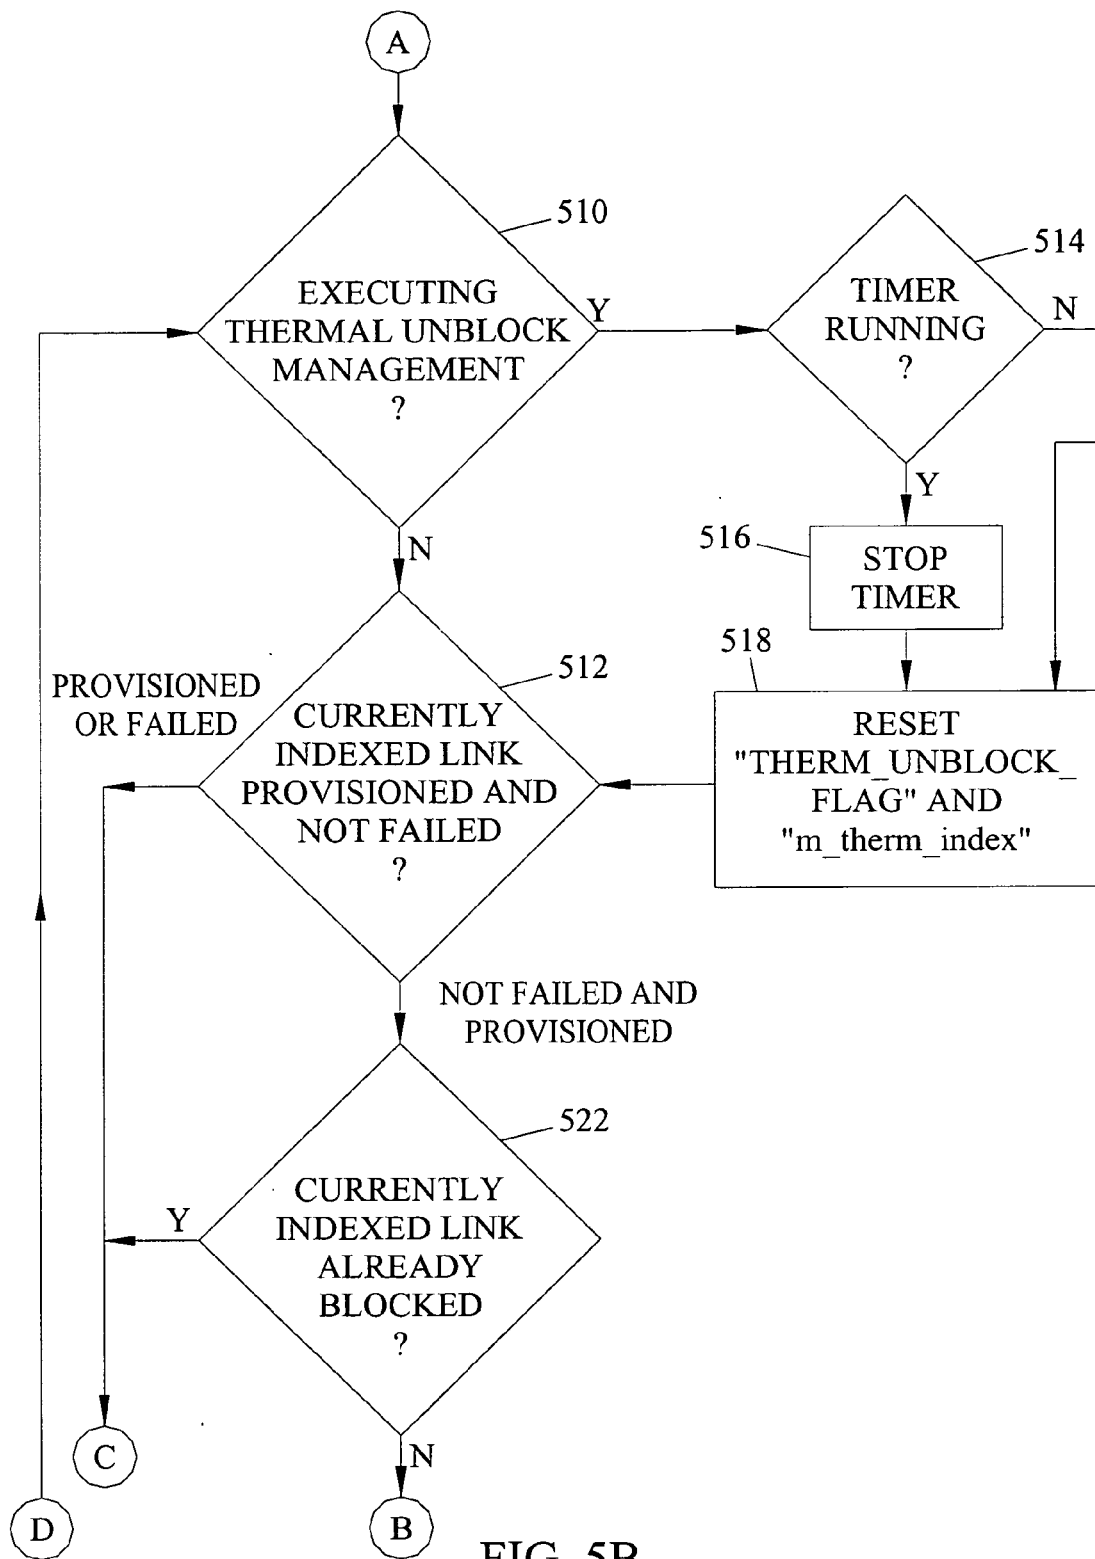 A
510
EXECUTING
THERMAL UNBLOCK
MANAGEMENT
?
Y
N
514
TIMER
RUNNING
?
N
Y
516
STOP
TIMER
518
RESET
"THERM_UNBLOCK_
FLAG" AND
"m_therm_index"
512
CURRENTLY
INDEXED LINK
PROVISIONED AND
NOT FAILED
?
PROVISIONED
OR FAILED
NOT FAILED AND
PROVISIONED
522
CURRENTLY
INDEXED LINK
ALREADY
BLOCKED
?
Y
N
C
D
B
FIG. 5B